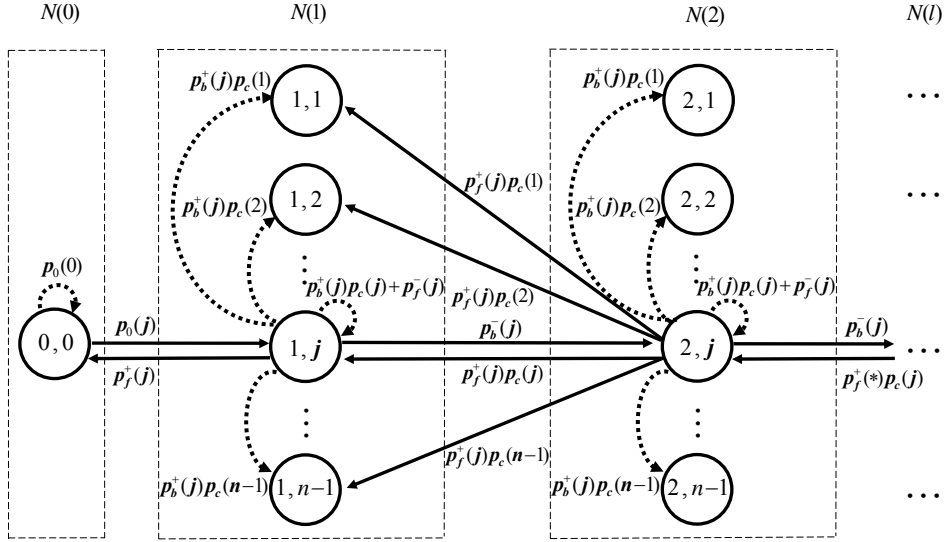 N(0) N(1) N(2) N(l)
p_b^+(j)p_c(1) 1,1 p_b^+(j)p_c(1) 2,1 ...
p_f^+(j)p_c(1)
p_b^+(j)p_c(2) 1,2 p_b^+(j)p_c(2) 2,2 ...
p_0(0) p_b^+(j)p_c(j)+p_f^-(j) p_f^+(j)p_c(2) p_b^+(j)p_c(j)+p_f^-(j)
p_0(j) p_b^-(j) p_b^-(j)
0,0 1,j 2,j ...
p_f^+(j) p_f^+(j)p_c(j) p_f^+(*)p_c(j)
p_f^+(j)p_c(n-1)
p_b^+(j)p_c(n-1) 1,n-1 p_b^+(j)p_c(n-1) 2,n-1 ...